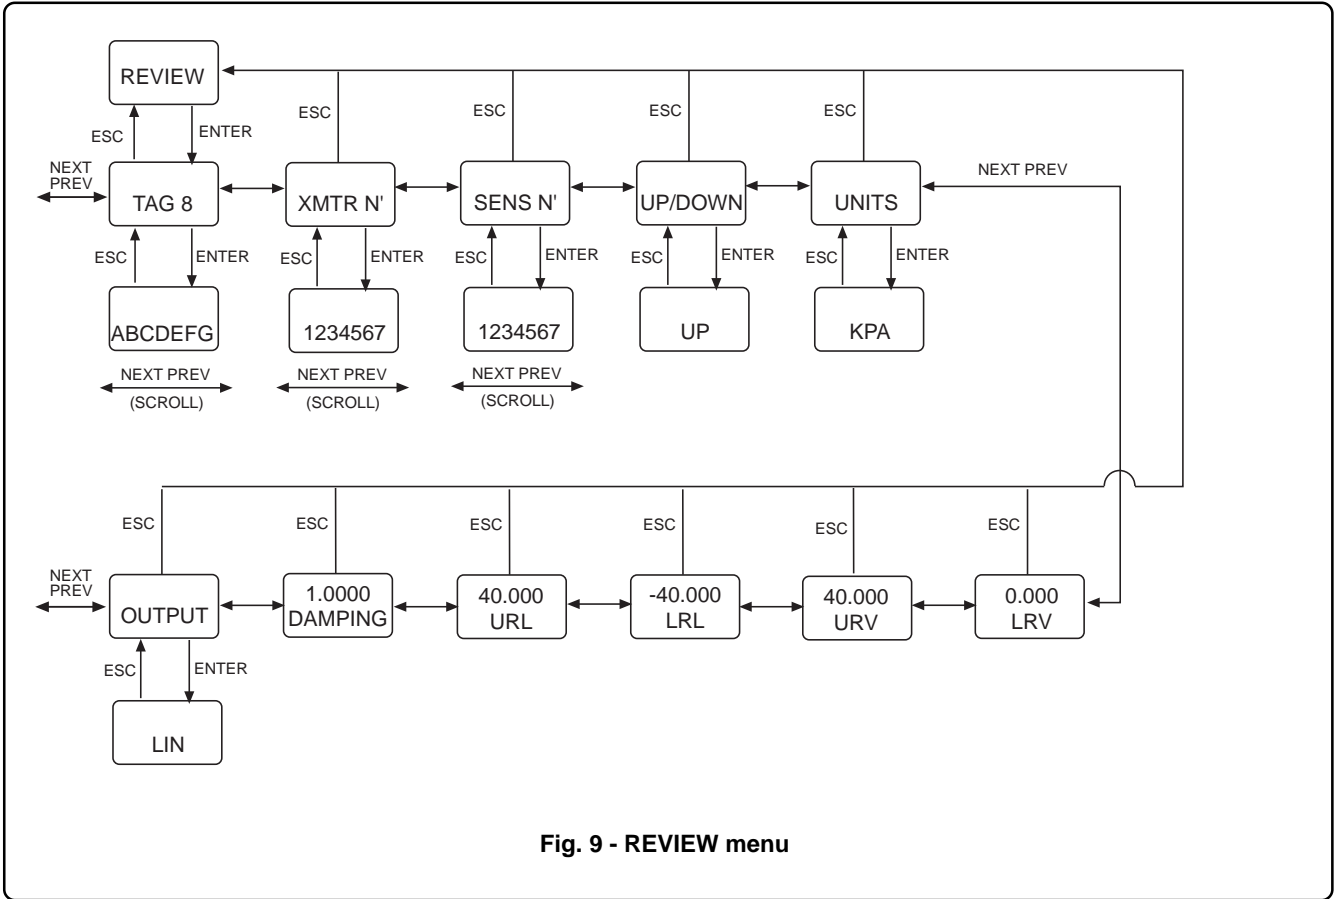 REVIEW
ESC ESC ESC ESC
ESC ENTER
NEXT
PREV
NEXT PREV
TAG 8 XMTR N' SENS N' UP/DOWN UNITS
ESC ENTER ESC ENTER ESC ENTER ESC ENTER ESC ENTER
ABCDEFG 1234567 1234567 UP KPA
NEXT PREV NEXT PREV NEXT PREV
(SCROLL) (SCROLL) (SCROLL)
ESC ESC ESC ESC ESC ESC
NEXT
PREV
OUTPUT
1.0000
DAMPING
40.000
URL
-40.000
LRL
40.000
URV
0.000
LRV
ESC ENTER
LIN
Fig. 9 - REVIEW menu